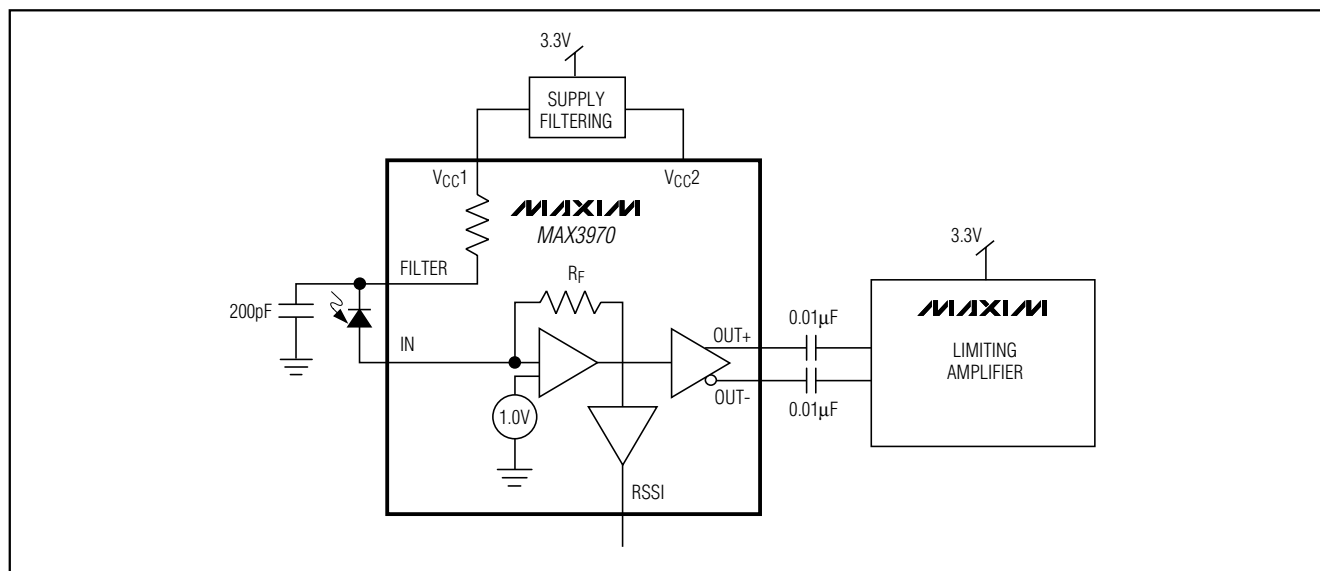 3.3V
SUPPLY
FILTERING
VCC1
VCC2
MAXIM
MAX3970
FILTER
RF
200pF
IN
OUT+
OUT-
1.0V
RSSI
0.01µF
0.01µF
3.3V
MAXIM
LIMITING
AMPLIFIER